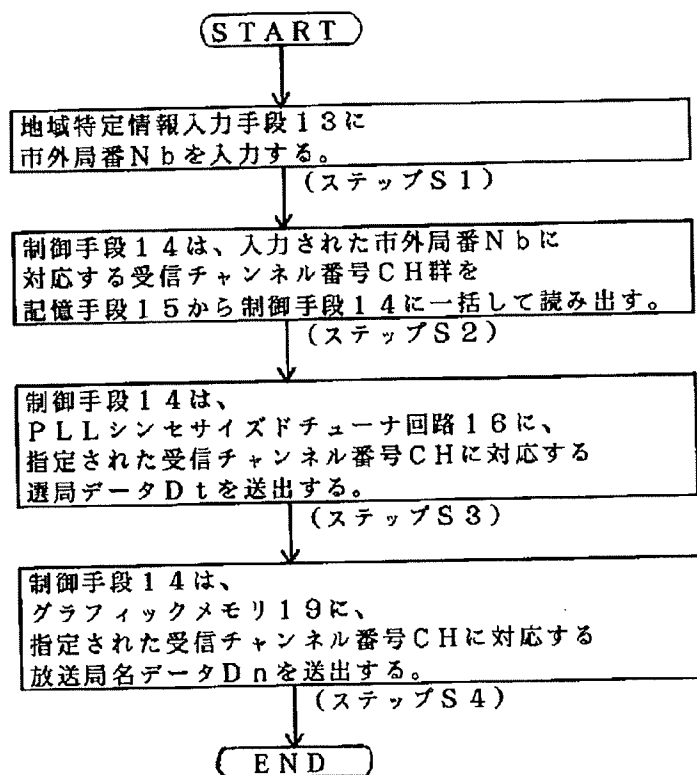 START
地域特定情報入力手段13に
市外局番Nbを入力する。
(ステップS1)
制御手段14は、入力された市外局番Nbに
対応する受信チャンネル番号CH群を
記憶手段15から制御手段14に一括して読み出す。
(ステップS2)
制御手段14は、
PLLシンセサイズドチューナ回路16に、
指定された受信チャンネル番号CHに対応する
選局データDtを送出する。
(ステップS3)
制御手段14は、
グラフィックメモリ19に、
指定された受信チャンネル番号CHに対応する
放送局名データDnを送出する。
(ステップS4)
END